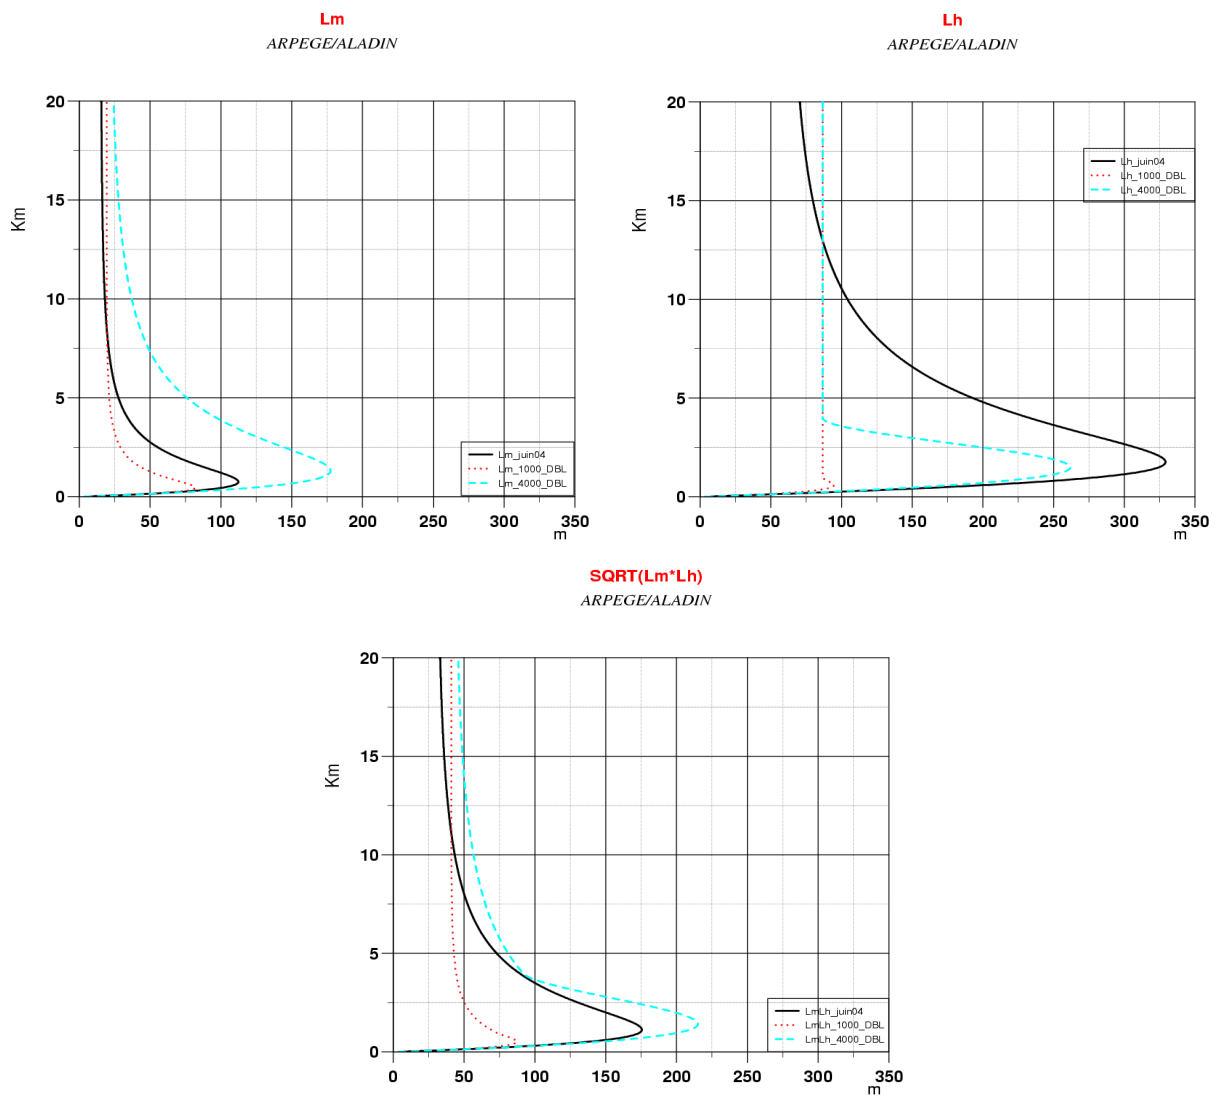 Lm
ARPEGE/ALADIN
20
15
10
5
0
Km
0 50 100 150 200 250 300 350
m
Lm_juin04
Lm_1000_DBL
Lm_4000_DBL
Lh
ARPEGE/ALADIN
20
15
10
5
0
Km
0 50 100 150 200 250 300 350
m
Lh_juin04
Lh_1000_DBL
Lh_4000_DBL
SQRT(Lm*Lh)
ARPEGE/ALADIN
20
15
10
5
0
Km
0 50 100 150 200 250 300 350
m
LmLh_juin04
LmLh_1000_DBL
LmLh_4000_DBL